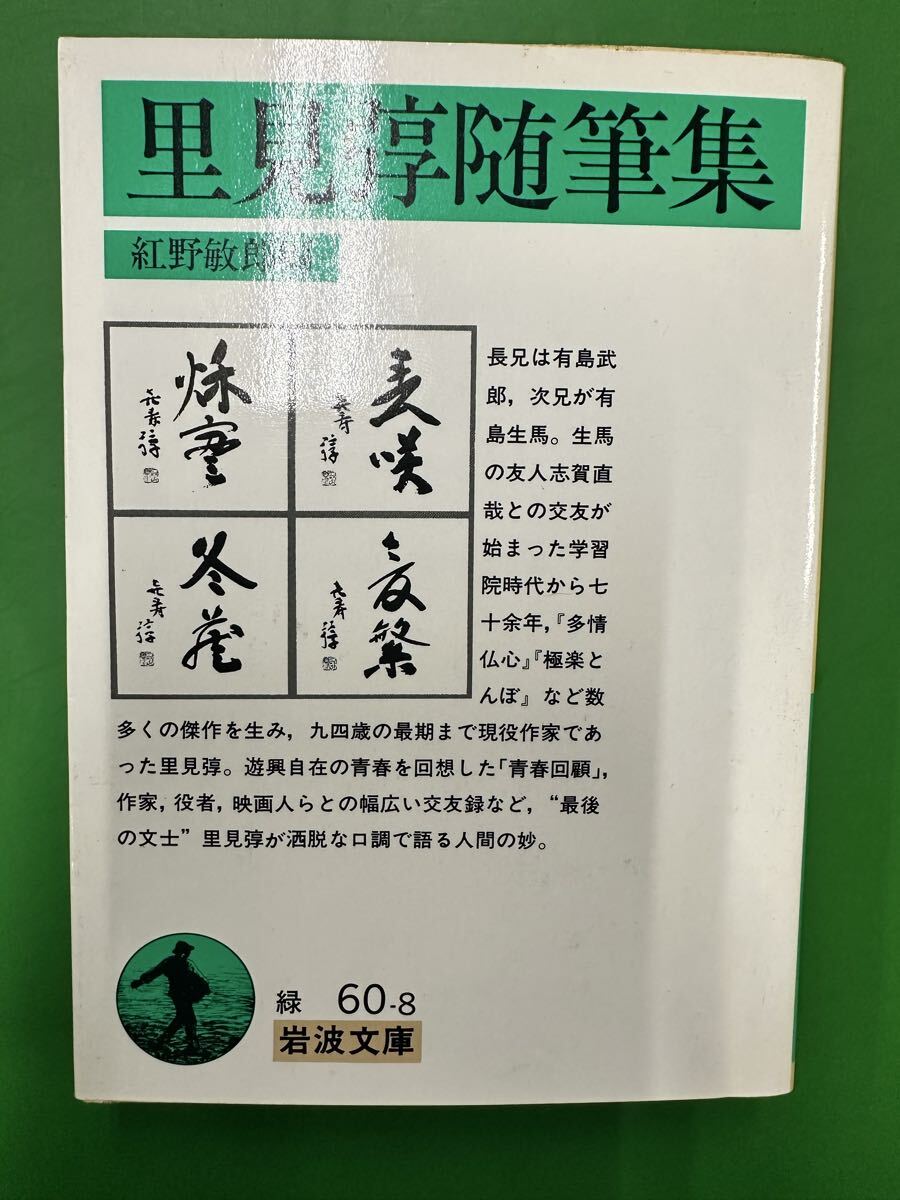 里見弴随筆集
紅野敏郎編
長兄は有島武
郎，次兄が有
島生馬。生馬
の友人志賀直
哉との交友が
始まった学習
院時代から七
十余年，『多情
仏心』『極楽と
んぼ』など数
多くの傑作を生み，九四歳の最期まで現役作家であ
った里見弴。遊興自在の青春を回想した「青春回顧」，
作家，役者，映画人らとの幅広い交友録など，“最後
の文士”里見弴が洒脱な口調で語る人間の妙。
緑 60-8
岩波文庫